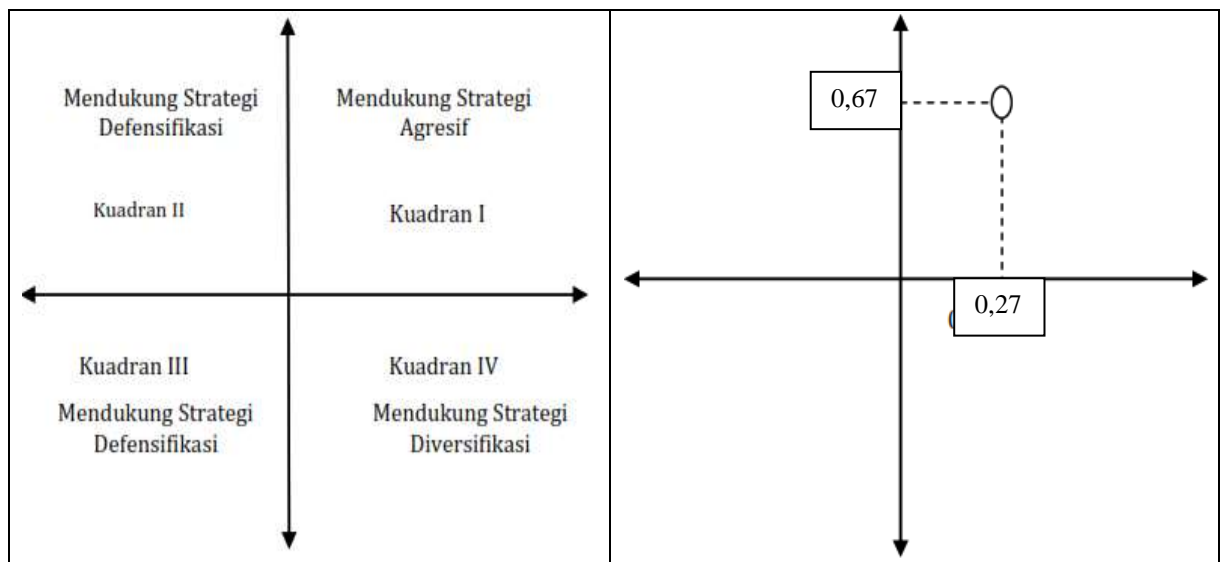 Mendukung Strategi
Defensifikasi
Mendukung Strategi
Agresif
Kuadran II
Kuadran I
Kuadran III
Mendukung Strategi
Defensifikasi
Kuadran IV
Mendukung Strategi
Diversifikasi
0,67
0,27